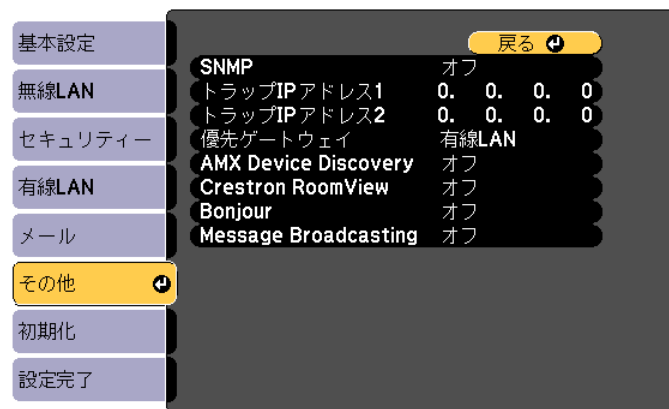 基本設定
無線LAN
セキュリティー
有線LAN
メール
その他
初期化
設定完了
戻る
SNMP オフ
トラップIPアドレス1 0. 0. 0. 0
トラップIPアドレス2 0. 0. 0. 0
優先ゲートウェイ 有線LAN
AMX Device Discovery オフ
Crestron RoomView オフ
Bonjour オフ
Message Broadcasting オフ